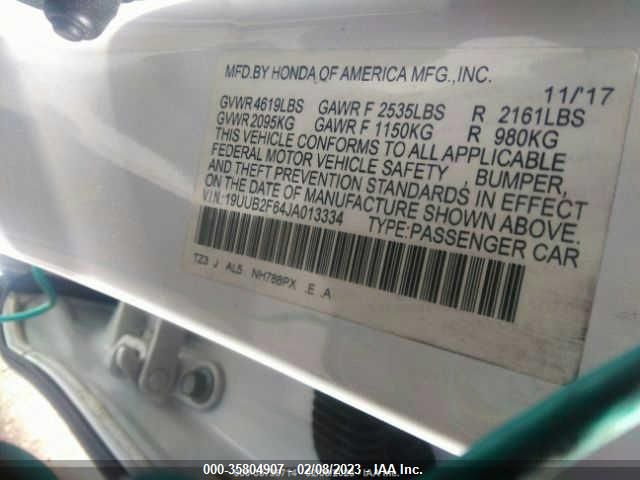 MFD.BY HONDA OF AMERICA MFG.,INC.
11/'17
GVWR 4619LBS GAWR F 2535LBS R 2161LBS
GVWR 2095KG GAWR F 1150KG R 980KG
THIS VEHICLE CONFORMS TO ALL APPLICABLE
FEDERAL MOTOR VEHICLE SAFETY , BUMPER,
AND THEFT PREVENTION STANDARDS IN EFFECT
ON THE DATE OF MANUFACTURE SHOWN ABOVE.
V.I.N.:19UUB2F64JA013334 TYPE:PASSENGER CAR
TZ3 J AL5 NH788PX E A
000-35804907 - 02/08/2023 - IAA Inc.